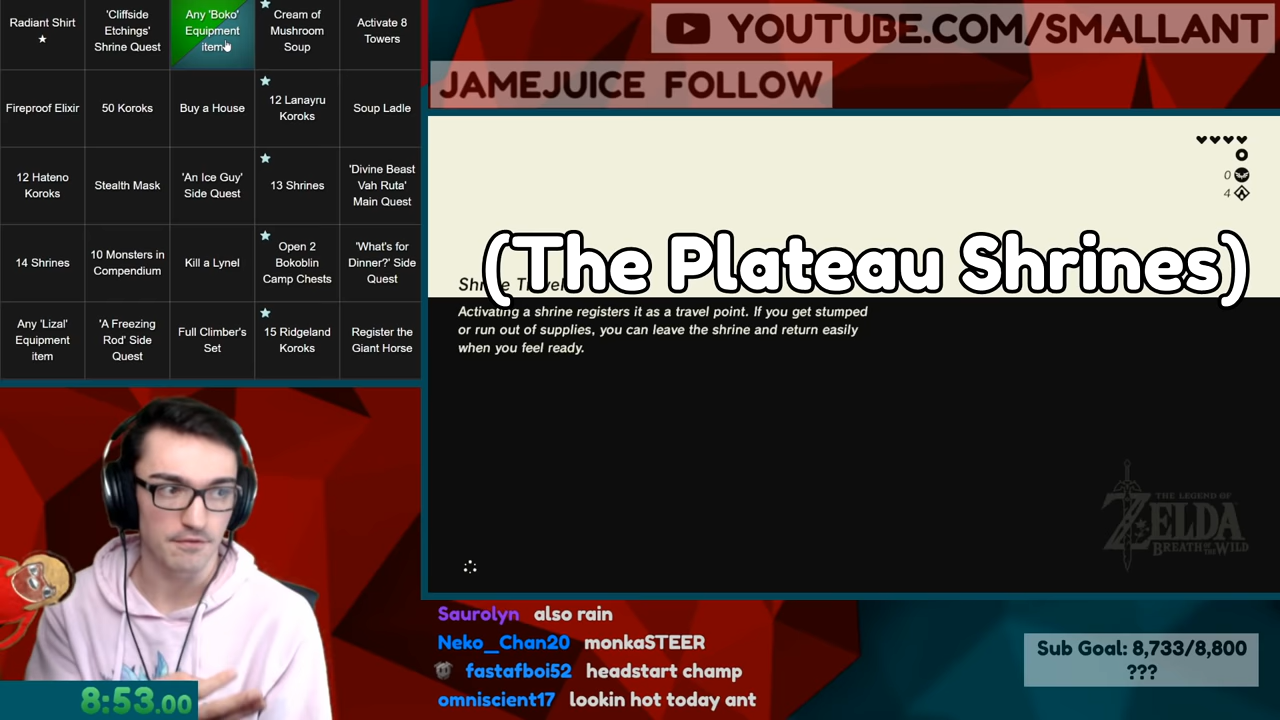 Radiant Shirt
★
'Cliffside
Etchings'
Shrine Quest
Any 'Boko'
Equipment
item
Cream of
Mushroom
Soup
Activate 8
Towers
Fireproof Elixir
50 Koroks
Buy a House
12 Lanayru
Koroks
Soup Ladle
12 Hateno
Koroks
Stealth Mask
'An Ice Guy'
Side Quest
13 Shrines
'Divine Beast
Vah Ruta'
Main Quest
14 Shrines
10 Monsters in
Compendium
Kill a Lynel
Open 2
Bokoblin
Camp Chests
'What's for
Dinner?' Side
Quest
Any 'Lizal'
Equipment
item
'A Freezing
Rod' Side
Quest
Full Climber's
Set
15 Ridgeland
Koroks
Register the
Giant Horse
YOUTUBE.COM/SMALLANT
JAMEJUICE FOLLOW
0
4
(The Plateau Shrines)
Activating a shrine registers it as a travel point. If you get stumped
or run out of supplies, you can leave the shrine and return easily
when you feel ready.
THE LEGEND OF
ZELDA
BREATH OF THE WILD
Saurolyn also rain
Neko__Chan20 monkaSTEER
fastafboi52 headstart champ
omniscient17 lookin hot today ant
Sub Goal: 8,733/8,800
???
8:53.00